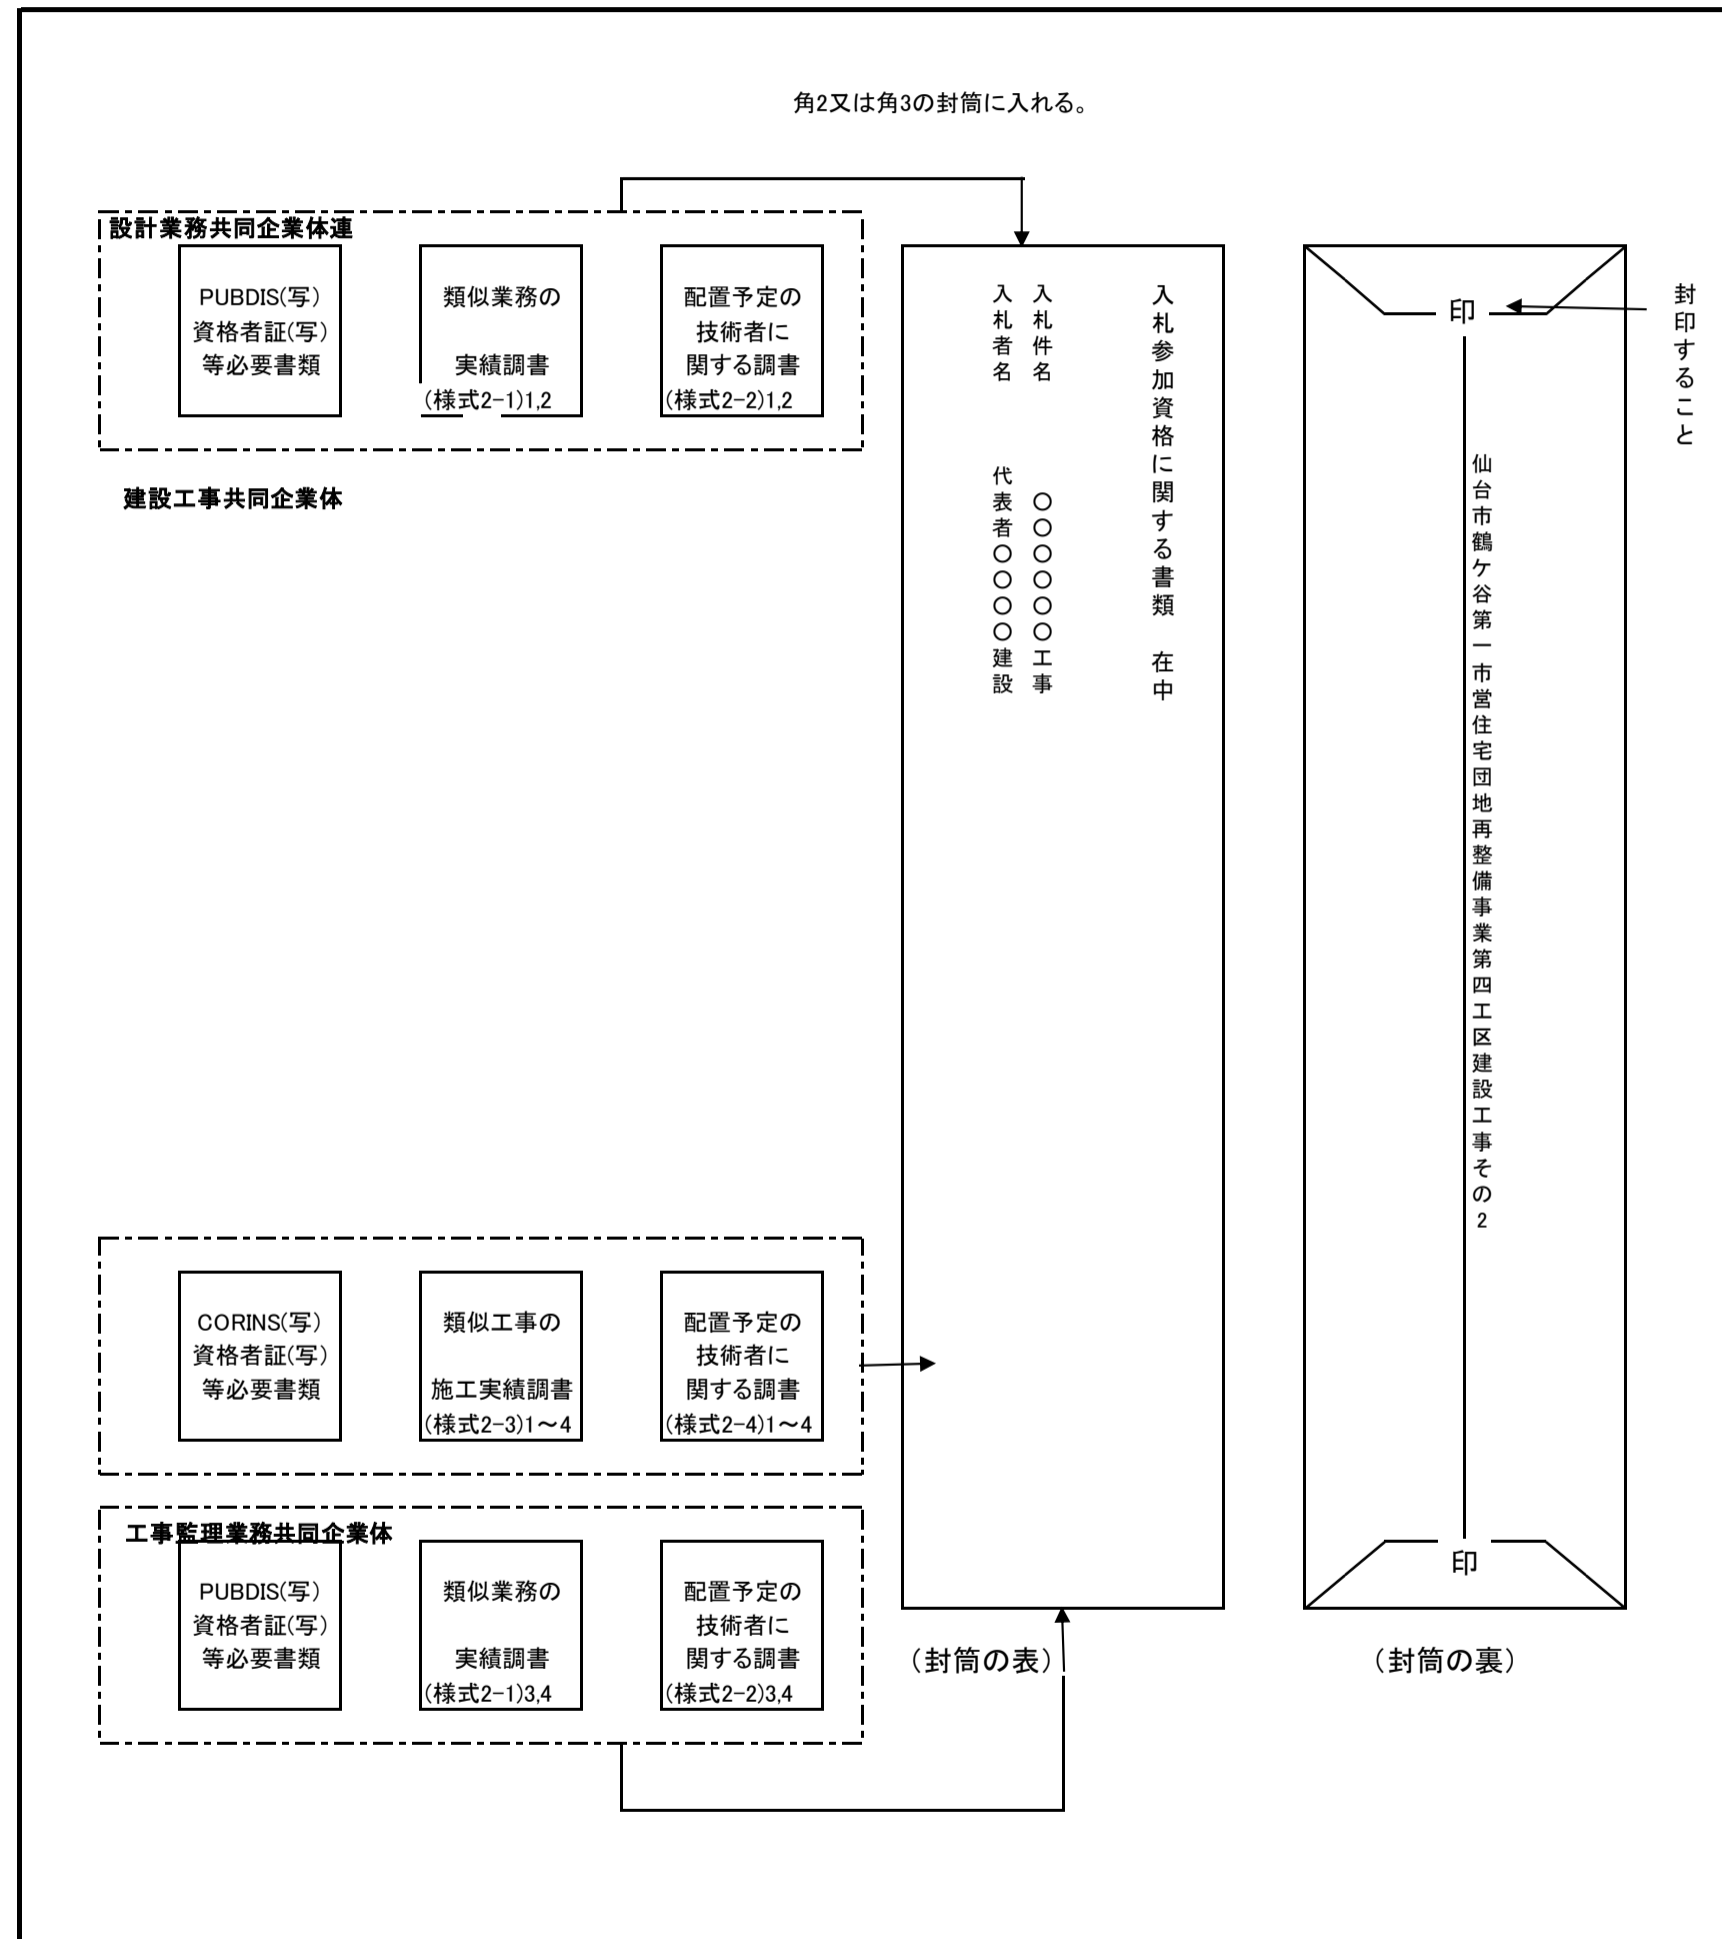 角2又は角3の封筒に入れる。
設計業務共同企業体連
PUBDIS(写)
資格者証(写)
等必要書類
類似業務の
実績調書
(様式2-1)1,2
配置予定の
技術者に
関する調書
(様式2-2)1,2
建設工事共同企業体
CORINS(写)
資格者証(写)
等必要書類
類似工事の
施工実績調書
(様式2-3)1～4
配置予定の
技術者に
関する調書
(様式2-4)1～4
工事監理業務共同企業体
PUBDIS(写)
資格者証(写)
等必要書類
類似業務の
実績調書
(様式2-1)3,4
配置予定の
技術者に
関する調書
(様式2-2)3,4
入札参加資格に関する書類　在中
入札件名　〇〇〇〇〇〇工事
入札者名　代表者〇〇〇〇建設
(封筒の表)
封印すること
印
仙台市鶴ケ谷第一市営住宅団地再整備事業第四工区建設工事その2
印
(封筒の裏)